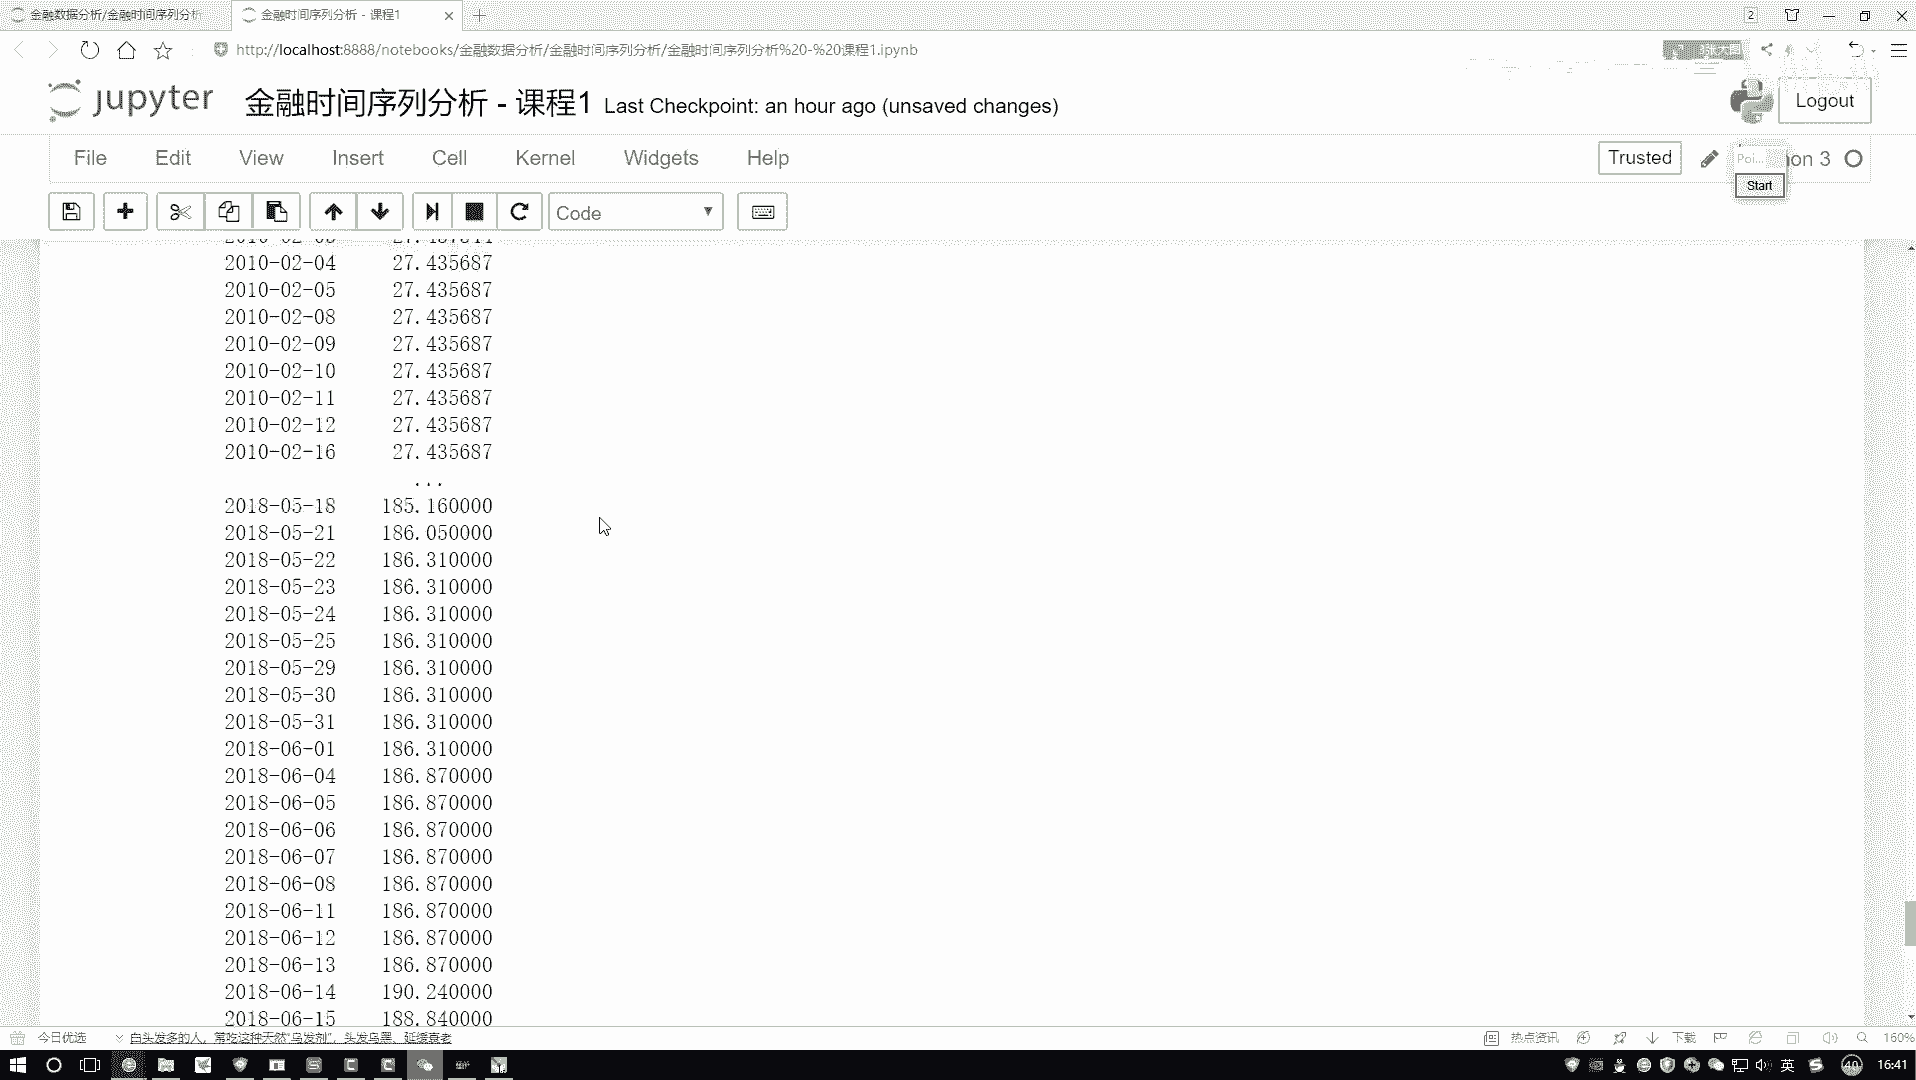 金融数据分析/金融时间序列分析
金融时间序列分析 - 课程1
2
http://localhost:8888/notebooks/金融数据分析/金融时间序列分析/金融时间序列分析%20-%20课程1.ipynb
jupyter 金融时间序列分析 - 课程1 Last Checkpoint: an hour ago (unsaved changes)
Logout
File Edit View Insert Cell Kernel Widgets Help
Trusted
on 3
Poi...
Start
Code
2010-02-04 27.435687
2010-02-05 27.435687
2010-02-08 27.435687
2010-02-09 27.435687
2010-02-10 27.435687
2010-02-11 27.435687
2010-02-12 27.435687
2010-02-16 27.435687
...
2018-05-18 185.160000
2018-05-21 186.050000
2018-05-22 186.310000
2018-05-23 186.310000
2018-05-24 186.310000
2018-05-25 186.310000
2018-05-29 186.310000
2018-05-30 186.310000
2018-05-31 186.310000
2018-06-01 186.310000
2018-06-04 186.870000
2018-06-05 186.870000
2018-06-06 186.870000
2018-06-07 186.870000
2018-06-08 186.870000
2018-06-11 186.870000
2018-06-12 186.870000
2018-06-13 186.870000
2018-06-14 190.240000
2018-06-15 188.840000
今日优选 白头发多的人，常吃这种天然“乌发剂”，头发乌黑、延缓衰老
热点资讯 下载 160%
英 40 16:41